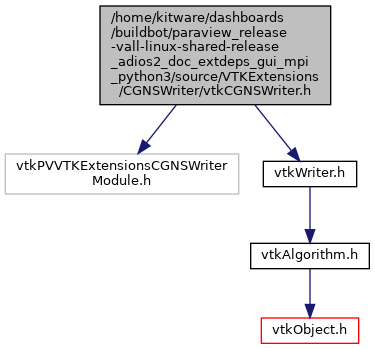 /home/kitware/dashboards
/buildbot/paraview_release
-vall-linux-shared-release
_adios2_doc_extdeps_gui_mpi
_python3/source/VTKExtensions
/CGNSWriter/vtkCGNSWriter.h
vtkPVVTKExtensionsCGNSWriter
Module.h
vtkWriter.h
vtkAlgorithm.h
vtkObject.h